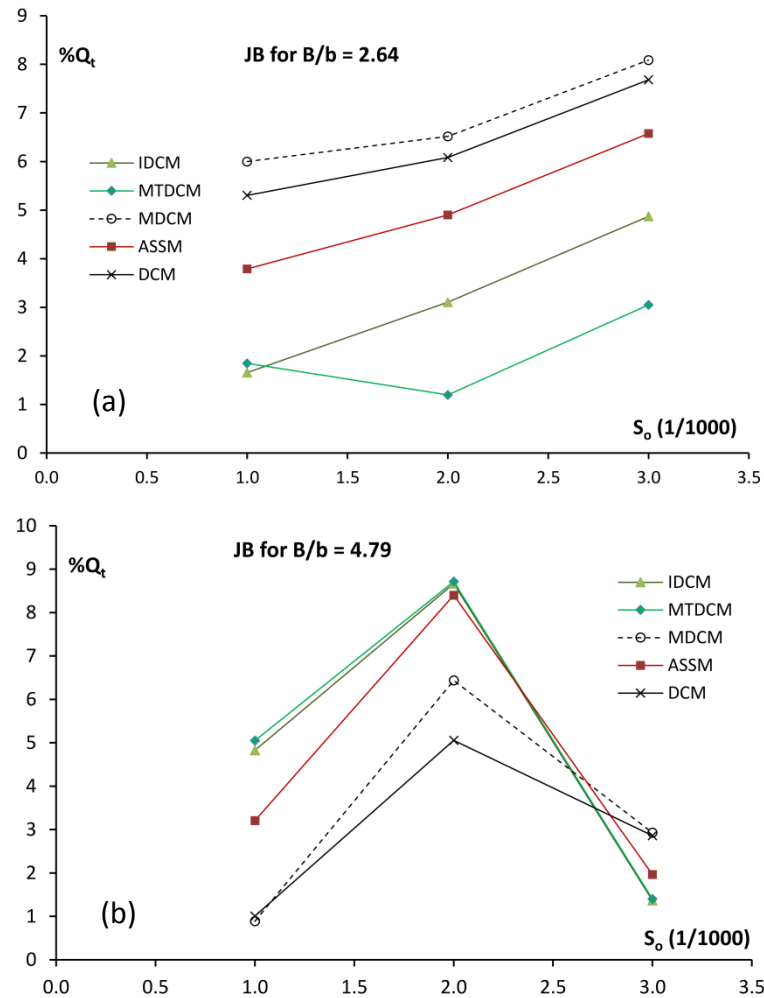 9
8
7
6
5
4
3
2
1
0
%Qt
JB for B/b = 2.64
IDCM
MTDCM
MDCM
ASSM
DCM
(a)
So (1/1000)
0.0 0.5 1.0 1.5 2.0 2.5 3.0 3.5
10
9
8
7
6
5
4
3
2
1
0
%Qt
JB for B/b = 4.79
IDCM
MTDCM
MDCM
ASSM
DCM
(b)
So (1/1000)
0.0 0.5 1.0 1.5 2.0 2.5 3.0 3.5